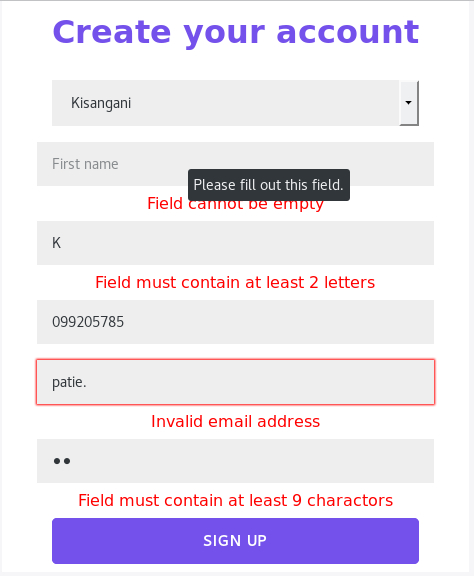 Create your account
Kisangani
First name
Please fill out this field.
Field cannot be empty
K
Field must contain at least 2 letters
099205785
patie.
Invalid email address
••
Field must contain at least 9 charactors
SIGN UP